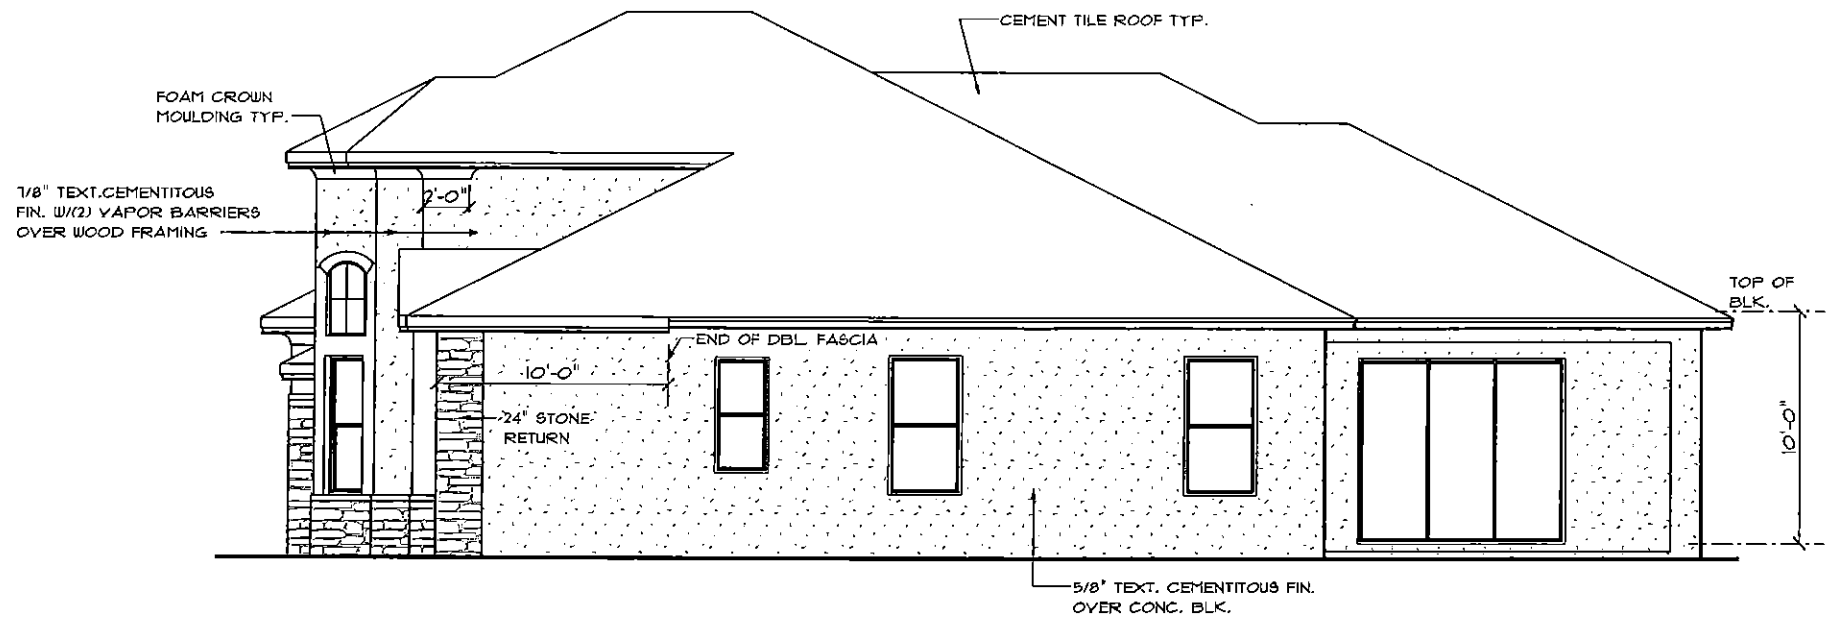 CEMENT TILE ROOF TYP.
FOAM CROWN
MOULDING TYP.
7/8" TEXT.CEMENTITOUS
FIN. W/(2) VAPOR BARRIERS
OVER WOOD FRAMING
2'-0"
TOP OF
BLK.
END OF DBL. FASCIA
10'-0"
24" STONE
RETURN
10'-0"
5/8" TEXT. CEMENTITOUS FIN.
OVER CONC. BLK.